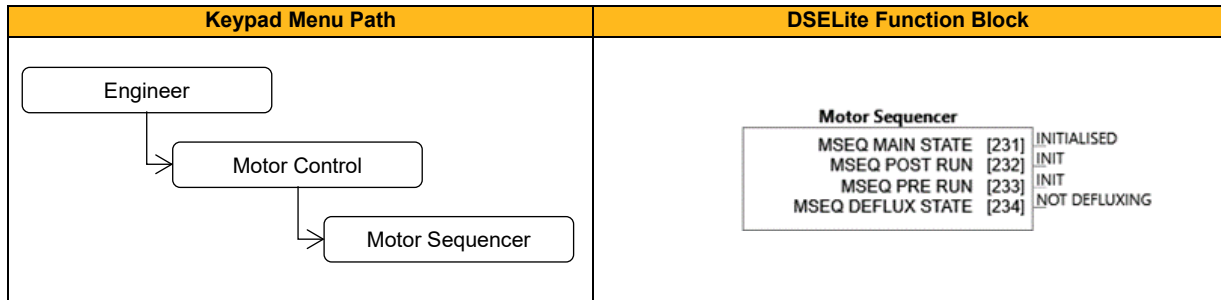 Keypad Menu Path
DSELite Function Block
Engineer
Motor Control
Motor Sequencer
Motor Sequencer
MSEQ MAIN STATE [231] INITIALISED
MSEQ POST RUN [232] INIT
MSEQ PRE RUN [233] INIT
MSEQ DEFLUX STATE [234] NOT DEFLUXING